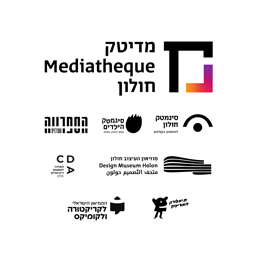 מדיטק
Mediatheque
חולון
סינמטק
חולון
סינמטק
הילדים
CDA
מוזיאון העיצוב חולון
Design Museum Holon
متحف التصميم حولون
המוזיאון הישראלי
לקריקטורה
ולקומיקס
תיאטרון